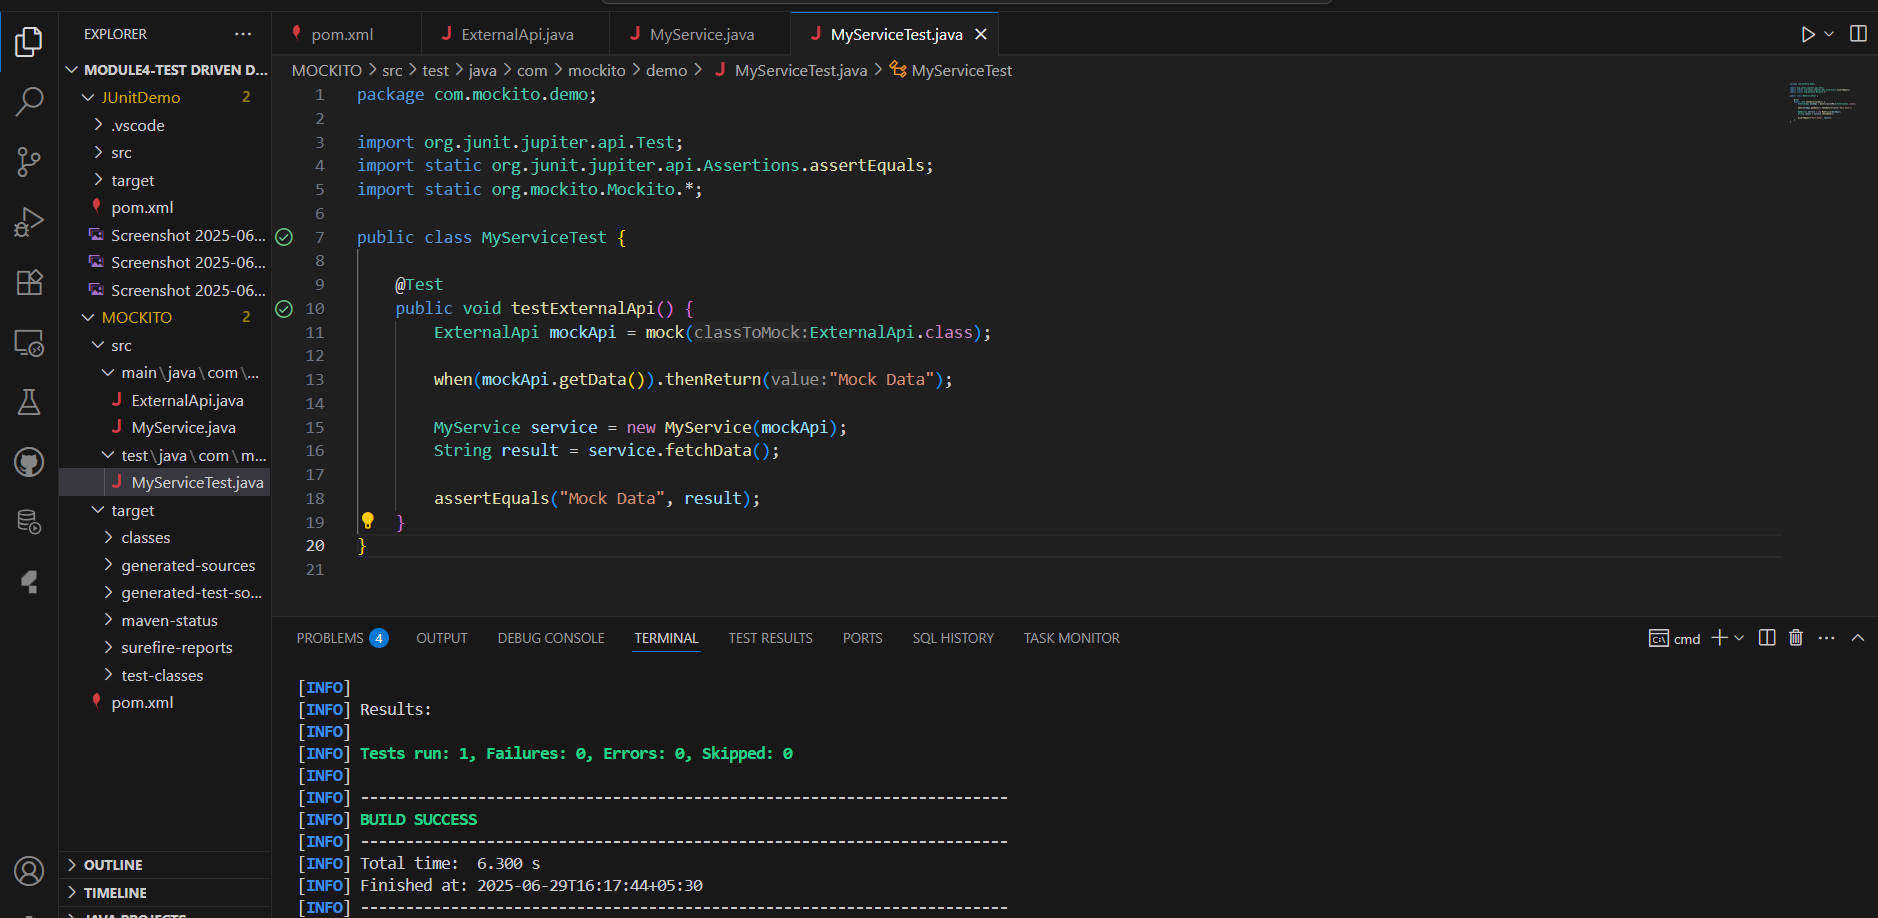 EXPLORER ···
MODULE4-TEST DRIVEN D...
JUnitDemo 2
.vscode
src
target
pom.xml
Screenshot 2025-06...
Screenshot 2025-06...
Screenshot 2025-06...
MOCKITO 2
src
main\java\com\...
ExternalApi.java
MyService.java
test\java\com\m...
MyServiceTest.java
target
classes
generated-sources
generated-test-so...
maven-status
surefire-reports
test-classes
pom.xml
OUTLINE
TIMELINE
JAVA PROJECTS
pom.xml ExternalApi.java MyService.java MyServiceTest.java
MOCKITO > src > test > java > com > mockito > demo > MyServiceTest.java > MyServiceTest
1 package com.mockito.demo;
2
3 import org.junit.jupiter.api.Test;
4 import static org.junit.jupiter.api.Assertions.assertEquals;
5 import static org.mockito.Mockito.*;
6
7 public class MyServiceTest {
8
9 @Test
10 public void testExternalApi() {
11 ExternalApi mockApi = mock(classToMock:ExternalApi.class);
12
13 when(mockApi.getData()).thenReturn(value:"Mock Data");
14
15 MyService service = new MyService(mockApi);
16 String result = service.fetchData();
17
18 assertEquals("Mock Data", result);
19 }
20 }
21
PROBLEMS 4 OUTPUT DEBUG CONSOLE TERMINAL TEST RESULTS PORTS SQL HISTORY TASK MONITOR cmd
[INFO]
[INFO] Results:
[INFO]
[INFO] Tests run: 1, Failures: 0, Errors: 0, Skipped: 0
[INFO]
[INFO] ------------------------------------------------------------------------
[INFO] BUILD SUCCESS
[INFO] ------------------------------------------------------------------------
[INFO] Total time:  6.300 s
[INFO] Finished at: 2025-06-29T16:17:44+05:30
[INFO] ------------------------------------------------------------------------